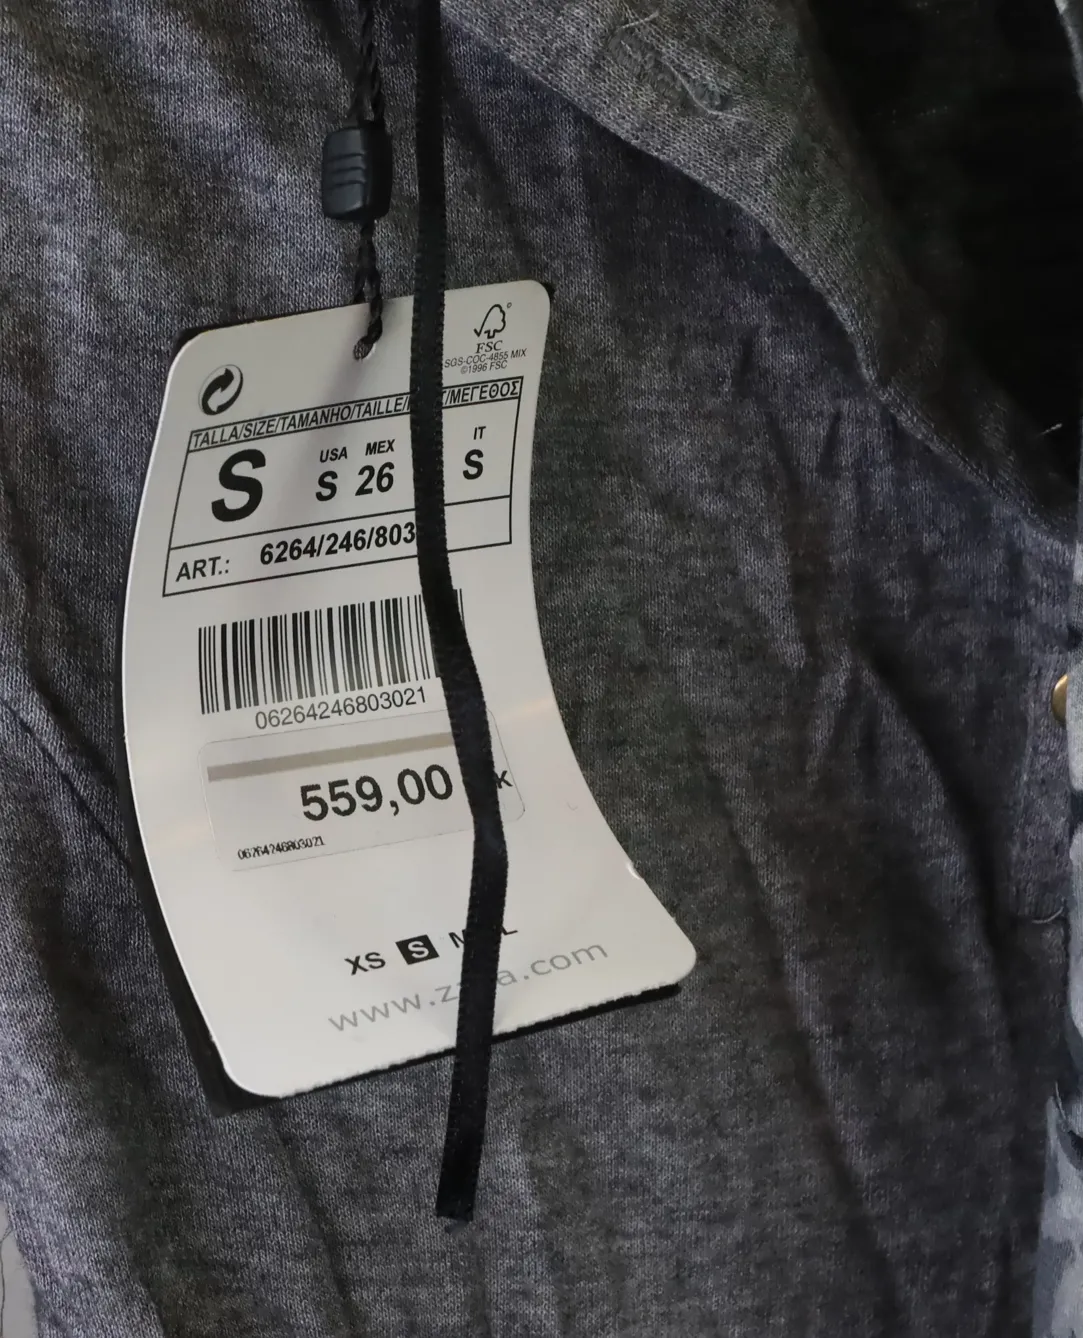 FSC
SGS-COC-4855 MIX
©1996 FSC
TALLA/SIZE/TAMANHO/TAILLE/ /ΜΕΓΕΘΟΣ
USA MEX IT
S S 26 S
ART.: 6264/246/803
06264246803021
559,00
06264246803021
XS S M L
www.zara.com